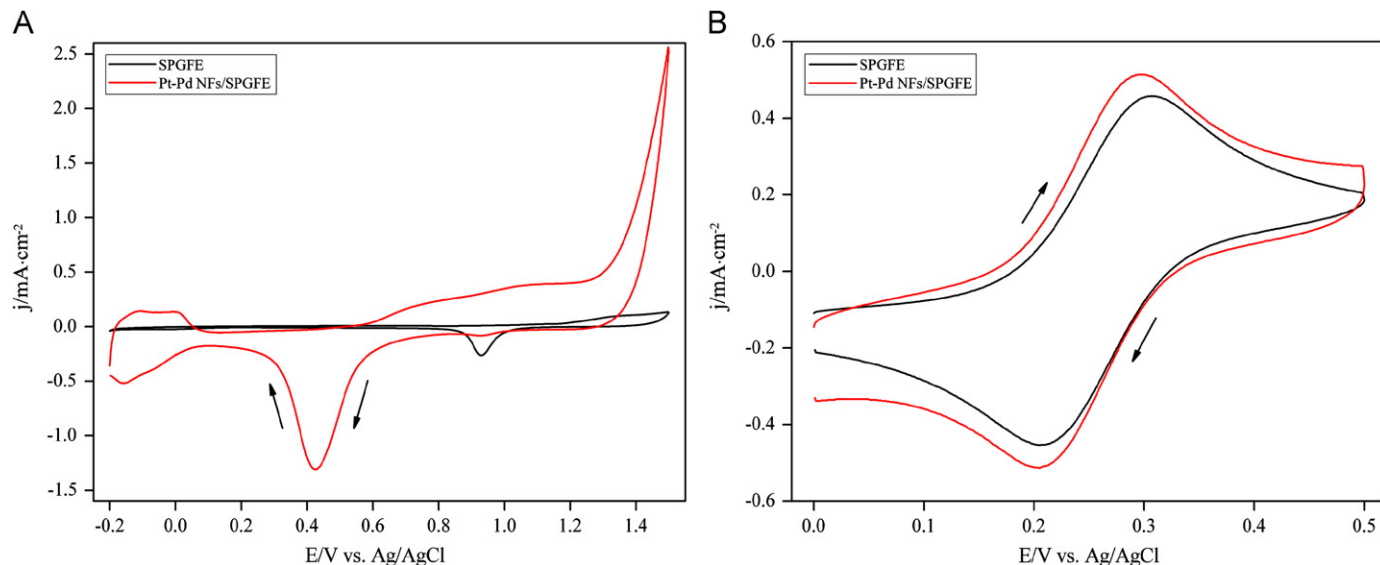 A
SPGFE
Pt-Pd NFs/SPGFE
2.5
2.0
1.5
1.0
0.5
0.0
-0.5
-1.0
-1.5
j/mA·cm-2
-0.2 0.0 0.2 0.4 0.6 0.8 1.0 1.2 1.4
E/V vs. Ag/AgCl
B
SPGFE
Pt-Pd NFs/SPGFE
0.6
0.4
0.2
0.0
-0.2
-0.4
-0.6
j/mA·cm-2
0.0 0.1 0.2 0.3 0.4 0.5
E/V vs. Ag/AgCl